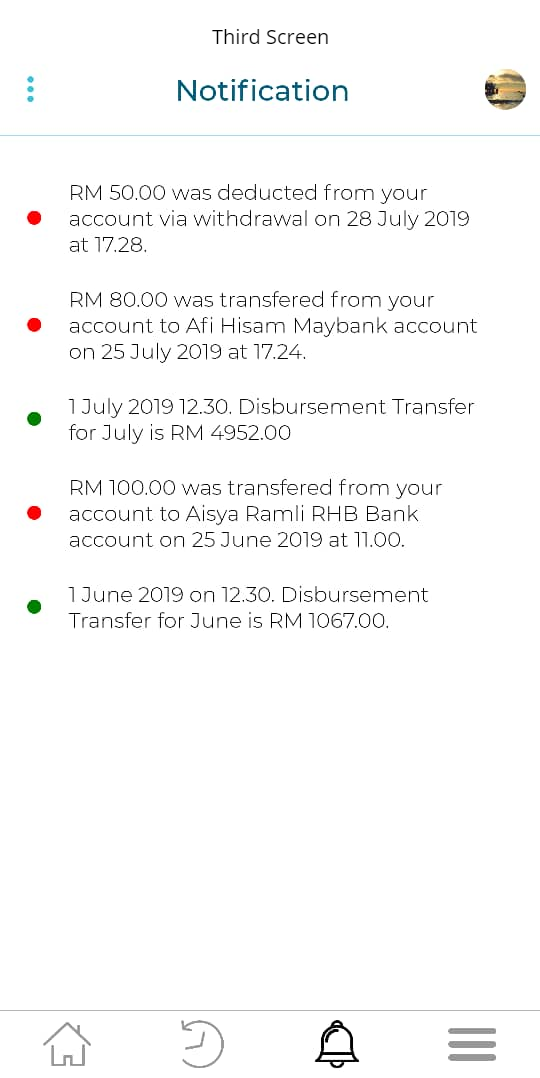 Third Screen
Notification
RM 50.00 was deducted from your
account via withdrawal on 28 July 2019
at 17.28.
RM 80.00 was transfered from your
account to Afi Hisam Maybank account
on 25 July 2019 at 17.24.
1 July 2019 12.30. Disbursement Transfer
for July is RM 4952.00
RM 100.00 was transfered from your
account to Aisya Ramli RHB Bank
account on 25 June 2019 at 11.00.
1 June 2019 on 12.30. Disbursement
Transfer for June is RM 1067.00.